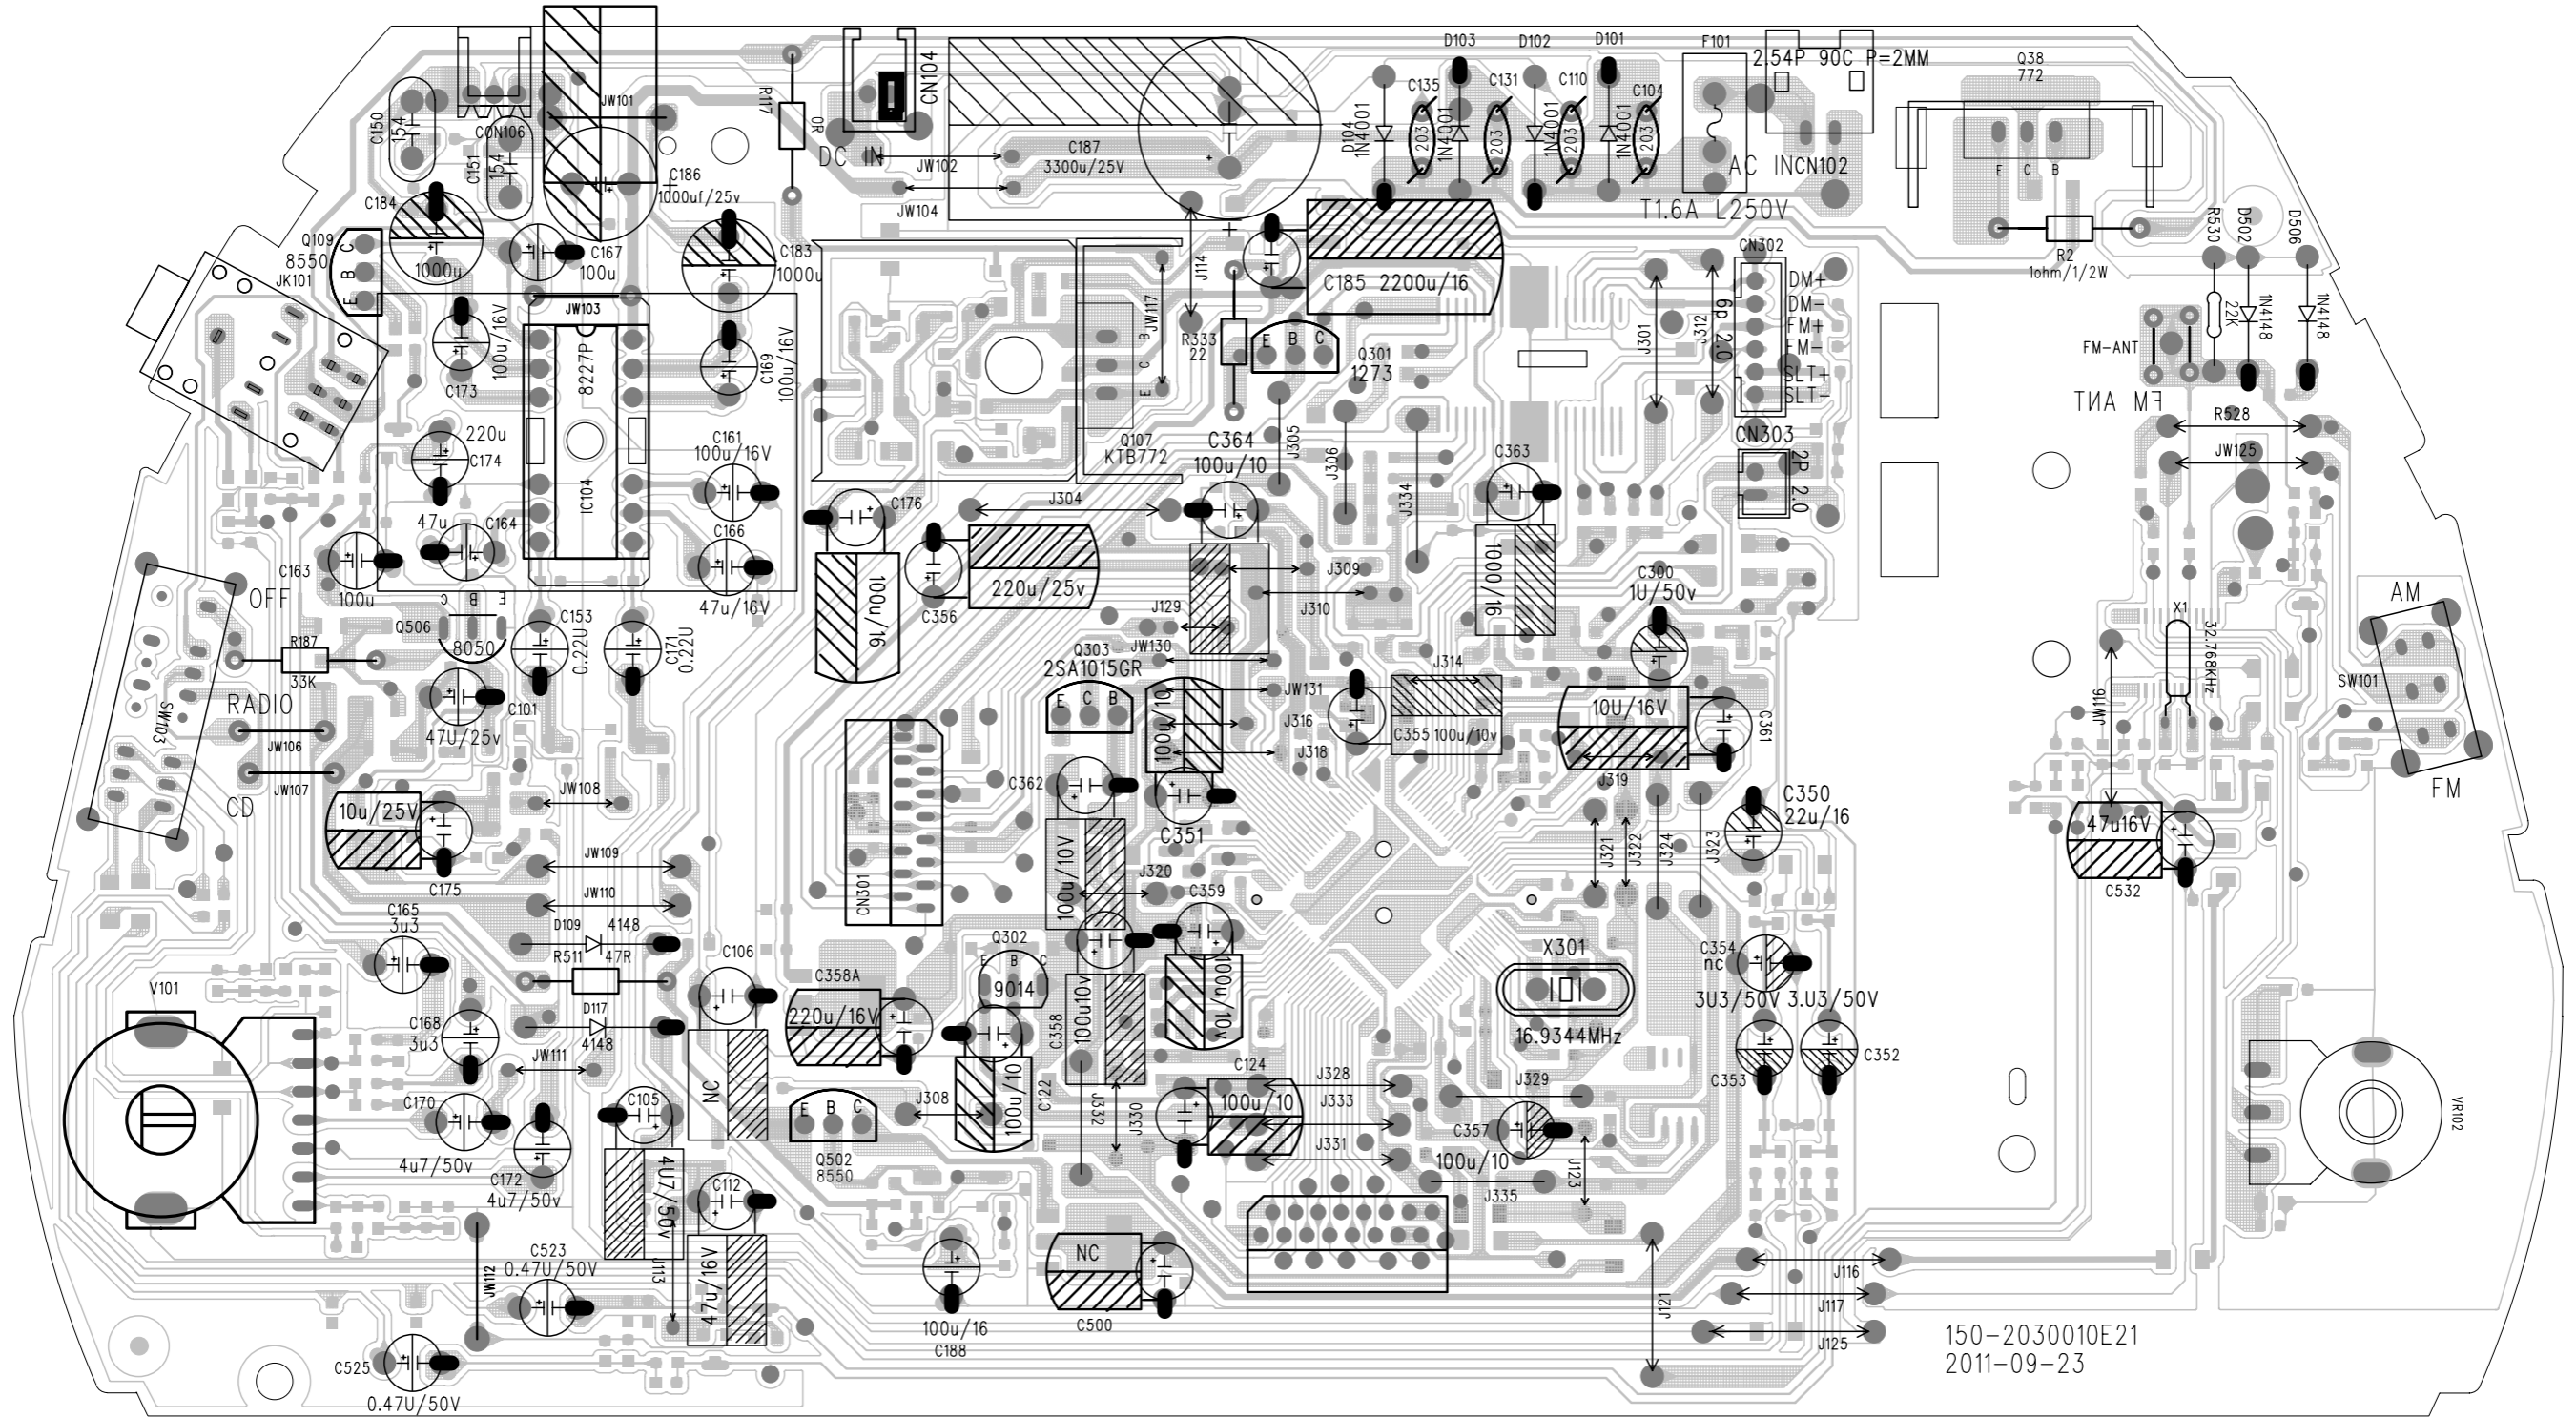 D103
D102
D101
F101
2.54P 90C P=2MM
Q38
772
C150
154
CON106
C151
154
JW101
R117
OR
DC IN
CN104
JW102
JW104
C187
3300u/25V
D104
1N4001
C135
203
1N4001
C131
203
1N4001
C110
203
1N4001
C104
203
AC IN
CN102
T1.6A L250V
E C B
R2
1ohm/1/2W
R530
22K
D502
1N4148
D506
1N4148
C186
1000uf/25v
C184
1000u
C167
100u
C183
1000u
Q109
8550
C
B
E
JK101
J114
C185 2200u/16
CN302
DM+
DM-
FM+
FM-
SLT+
SLT-
6p 2.0
J301
J312
JW103
8227P
IC104
C173
100u/16V
C169
100u/16V
JW117
B
C
E
R333
22
E B C
Q301
1273
FM-ANT
FM ANT
R528
JW125
220u
C174
C161
100u/16V
Q107
KTB772
C364
100u/10
J305
J306
J334
C363
1000/16
CN303
2P 2.0
47u
C164
C163
100u
C166
47u/16V
C176
100u/16
J304
C356
220u/25v
J309
J310
J129
C300
1U/50v
OFF
C B E
Q506
8050
C153
0.22U
C171
0.22U
R187
33K
RADIO
SW103
C101
47U/25v
Q303
2SA1015GR
E C B
JW130
JW131
J316
J318
100u/10
C351
J314
C355
100u/10v
10U/16V
C361
J319
X1
32.768KHz
JW116
AM
SW101
FM
JW106
JW107
CD
10u/25V
C175
JW108
JW109
JW110
CN301
C362
100u/10V
J320
C359
100u/10v
J321
J322
J324
J323
C350
22u/16
47u16V
C532
C165
3u3
D109
4148
R511
47R
D117
4148
C106
NC
C358A
220u/16V
Q302
E B C
9014
C358
100u10v
X301
16.9344MHz
C354
nc
3U3/50V
3.U3/50V
C353
C352
V101
C168
3u3
JW111
C170
4u7/50v
C172
4u7/50v
C105
4U7/50v
E B C
Q502
8550
J308
C122
100u/10
J332
J330
C124
100u/10
J328
J333
J331
J329
C357
100u/10
J123
J335
VR102
C112
47u/16V
J113
JW112
C523
0.47U/50V
C525
0.47U/50V
100u/16
C188
NC
C500
J121
J116
J117
J125
150-2030010E21
2011-09-23